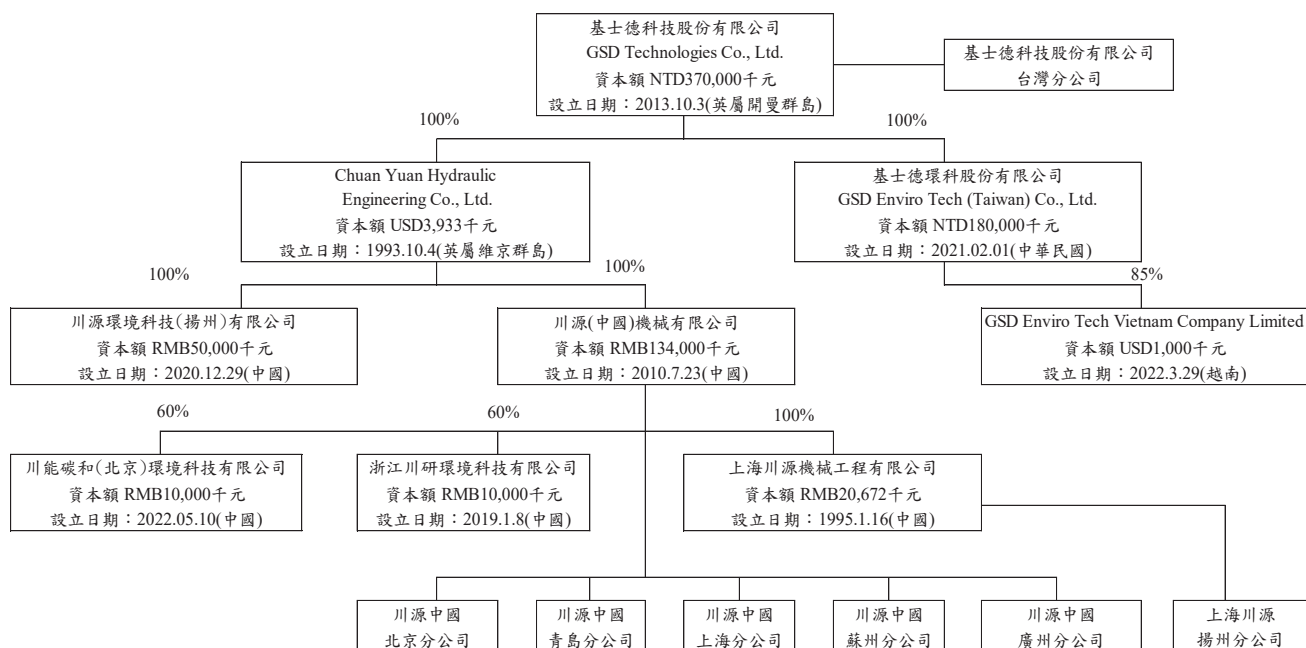 基士德科技股份有限公司
GSD Technologies Co., Ltd.
資本額 NTD370,000千元
設立日期：2013.10.3(英屬開曼群島)
基士德科技股份有限公司
台灣分公司
100%
100%
Chuan Yuan Hydraulic
Engineering Co., Ltd.
資本額 USD3,933千元
設立日期：1993.10.4(英屬維京群島)
基士德環科股份有限公司
GSD Enviro Tech (Taiwan) Co., Ltd.
資本額 NTD180,000千元
設立日期：2021.02.01(中華民國)
100%
100%
85%
川源環境科技(揚州)有限公司
資本額 RMB50,000千元
設立日期：2020.12.29(中國)
川源(中國)機械有限公司
資本額 RMB134,000千元
設立日期：2010.7.23(中國)
GSD Enviro Tech Vietnam Company Limited
資本額 USD1,000千元
設立日期：2022.3.29(越南)
60%
60%
100%
川能碳和(北京)環境科技有限公司
資本額 RMB10,000千元
設立日期：2022.05.10(中國)
浙江川研環境科技有限公司
資本額 RMB10,000千元
設立日期：2019.1.8(中國)
上海川源機械工程有限公司
資本額 RMB20,672千元
設立日期：1995.1.16(中國)
川源中國
北京分公司
川源中國
青島分公司
川源中國
上海分公司
川源中國
蘇州分公司
川源中國
廣州分公司
上海川源
揚州分公司